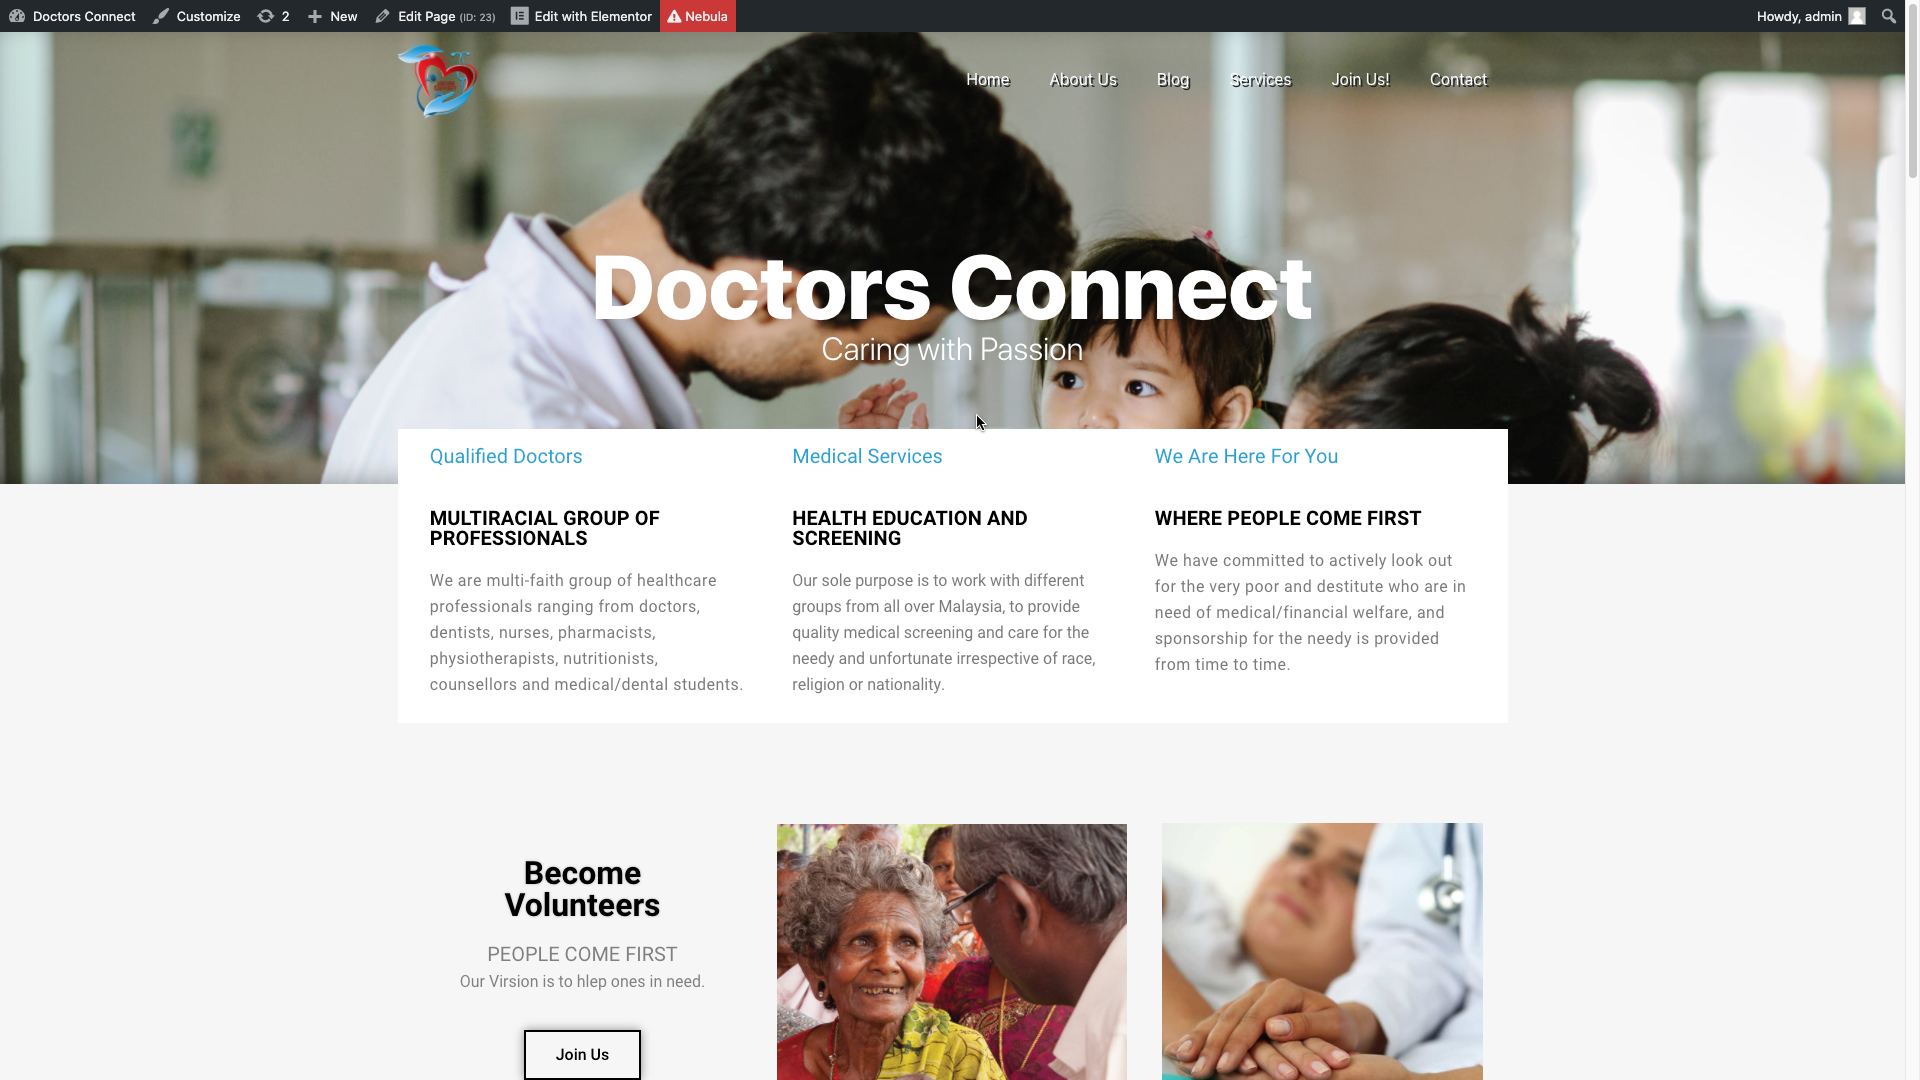 Doctors Connect
Customize
2
New
Edit Page (ID: 23)
Edit with Elementor
Nebula
Howdy, admin
Home
About Us
Blog
Services
Join Us!
Contact
Doctors Connect
Caring with Passion
Qualified Doctors
MULTIRACIAL GROUP OF
PROFESSIONALS
We are multi-faith group of healthcare
professionals ranging from doctors,
dentists, nurses, pharmacists,
physiotherapists, nutritionists,
counsellors and medical/dental students.
Medical Services
HEALTH EDUCATION AND
SCREENING
Our sole purpose is to work with different
groups from all over Malaysia, to provide
quality medical screening and care for the
needy and unfortunate irrespective of race,
religion or nationality.
We Are Here For You
WHERE PEOPLE COME FIRST
We have committed to actively look out
for the very poor and destitute who are in
need of medical/financial welfare, and
sponsorship for the needy is provided
from time to time.
Become
Volunteers
PEOPLE COME FIRST
Our Virsion is to hlep ones in need.
Join Us